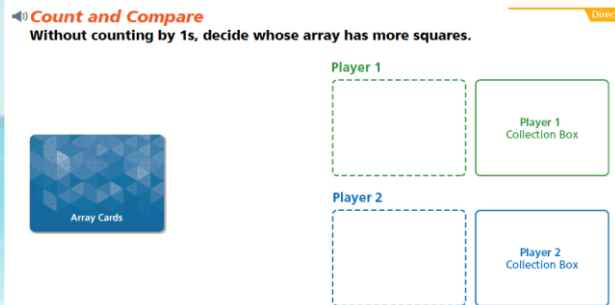 Count and Compare
Direc
Without counting by 1s, decide whose array has more squares.
Player 1
Player 1
Collection Box
Array Cards
Player 2
Player 2
Collection Box